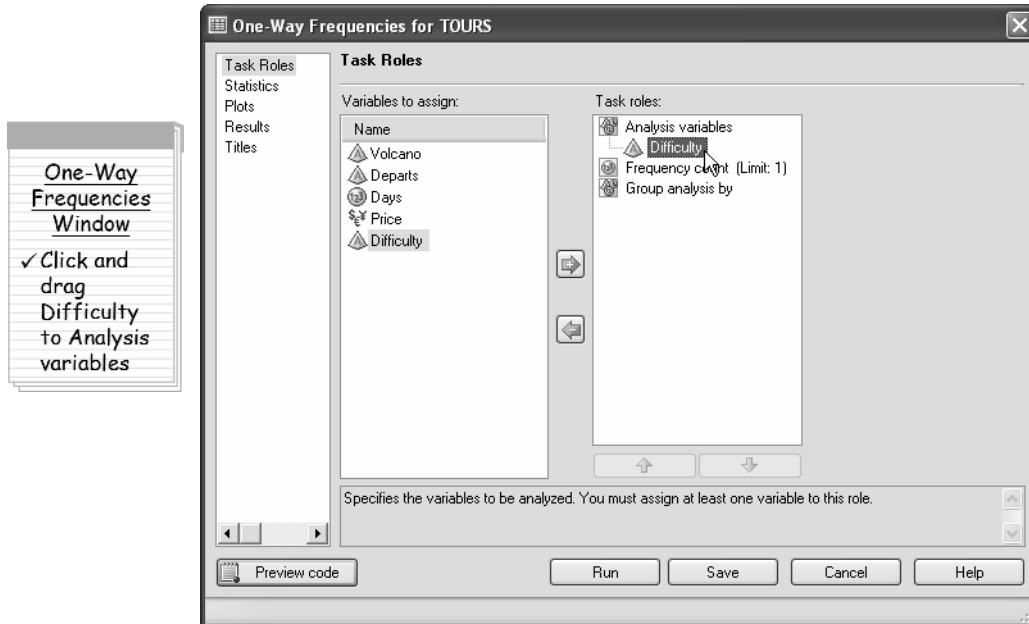 One-Way
Frequencies
Window
✓ Click and
drag
Difficulty
to Analysis
variables
One-Way Frequencies for TOURS
Task Roles
Statistics
Plots
Results
Titles
Task Roles
Variables to assign:
Name
Volcano
Departs
Days
Price
Difficulty
Task roles:
Analysis variables
Difficulty
Frequency count (Limit: 1)
Group analysis by
Specifies the variables to be analyzed. You must assign at least one variable to this role.
Preview code
Run
Save
Cancel
Help